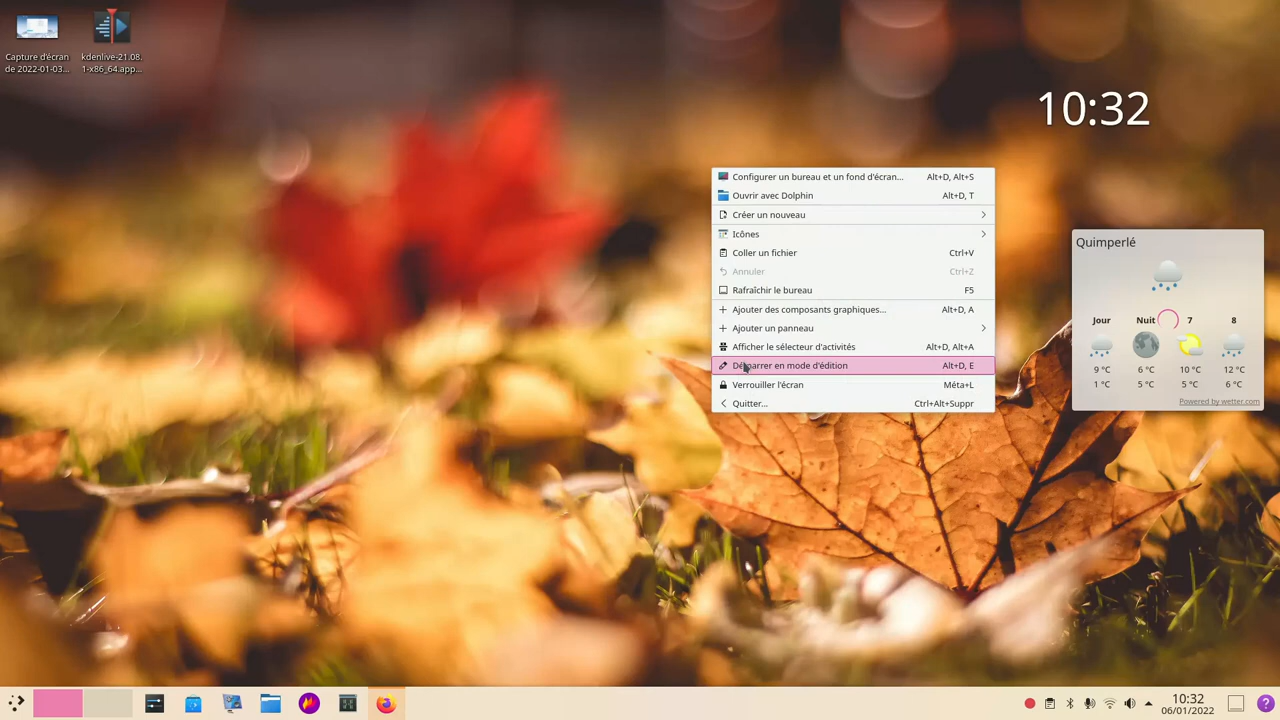 Capture d'écran
de 2022-01-03...
kdenlive-21.08.
1-x86_64.app...
10:32
Configurer un bureau et un fond d'écran... Alt+D, Alt+S
Ouvrir avec Dolphin Alt+D, T
Créer un nouveau
Icônes
Coller un fichier Ctrl+V
Annuler Ctrl+Z
Rafraîchir le bureau F5
Ajouter des composants graphiques... Alt+D, A
Ajouter un panneau
Afficher le sélecteur d'activités Alt+D, Alt+A
Démarrer en mode d'édition Alt+D, E
Verrouiller l'écran Méta+L
Quitter... Ctrl+Alt+Suppr
Quimperlé
Jour Nuit 7 8
9 °C 6 °C 10 °C 12 °C
1 °C 5 °C 5 °C 6 °C
Powered by wetter.com
10:32
06/01/2022